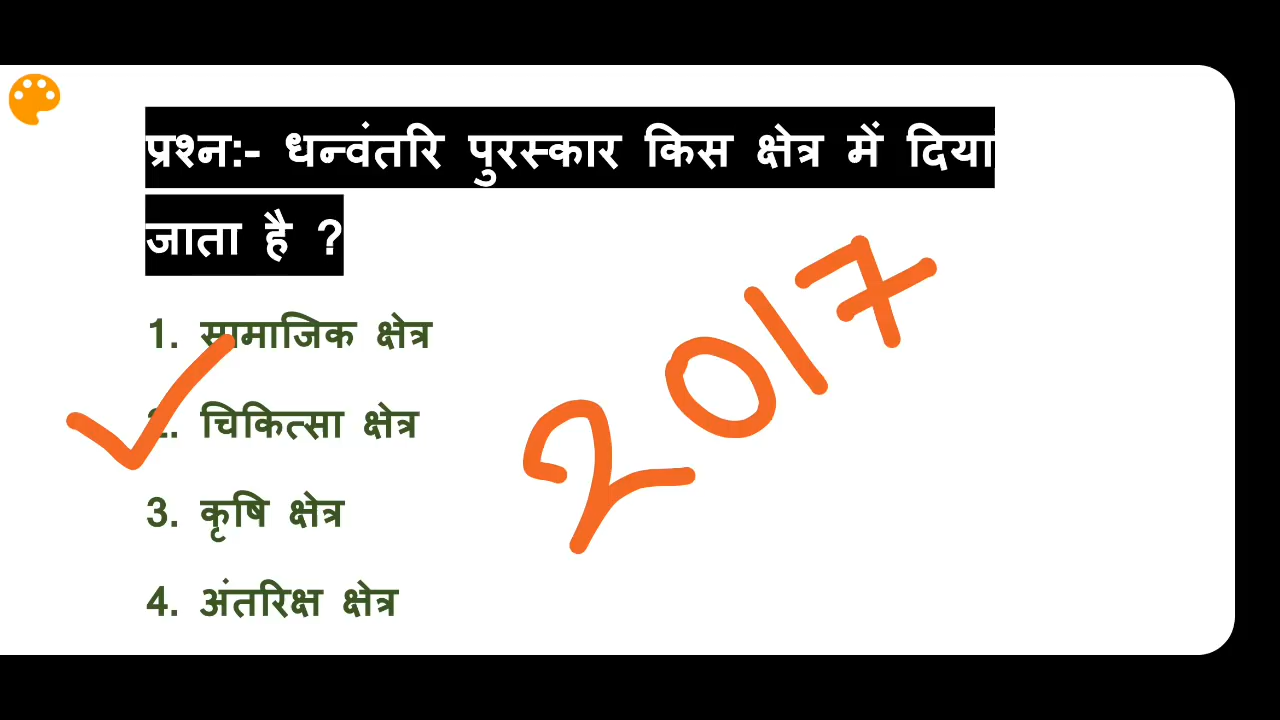 प्रश्न:- धन्वंतरि पुरस्कार किस क्षेत्र में दिया
जाता है ?
1. सामाजिक क्षेत्र
2. चिकित्सा क्षेत्र
3. कृषि क्षेत्र
4. अंतरिक्ष क्षेत्र
2017